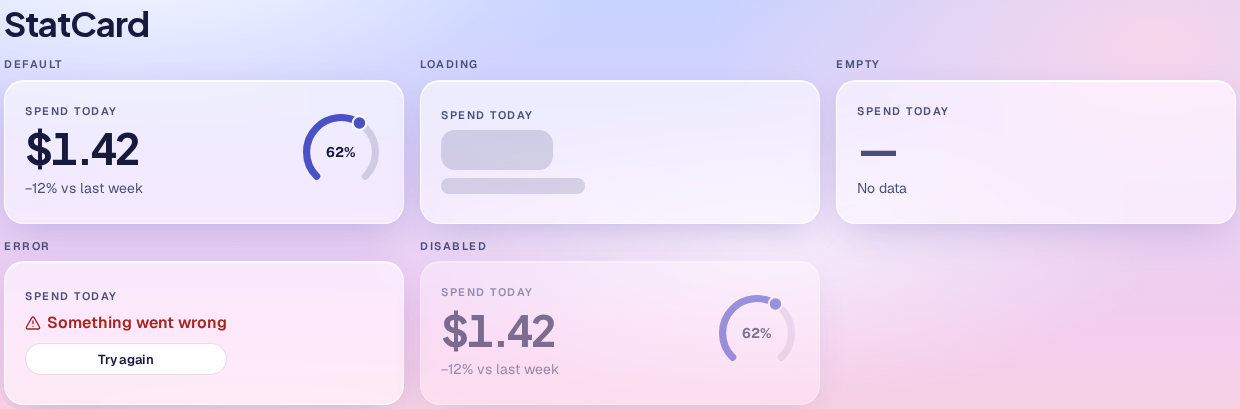 StatCard
DEFAULT
SPEND TODAY
$1.42
−12% vs last week
62%
LOADING
SPEND TODAY
EMPTY
SPEND TODAY
—
No data
ERROR
SPEND TODAY
Something went wrong
Try again
DISABLED
SPEND TODAY
$1.42
−12% vs last week
62%